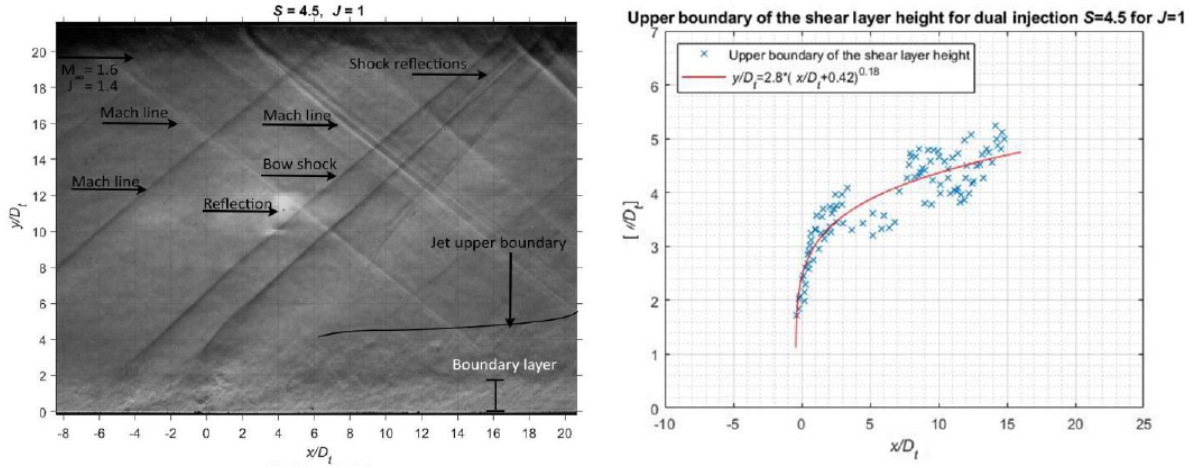 S = 4.5, J = 1
M∞ = 1.6
J = 1.4
Shock reflections
Mach line
Mach line
Bow shock
Mach line
Reflection
Jet upper boundary
Boundary layer
20
18
16
14
12
10
8
6
4
2
0
y/Dt
-8 -6 -4 -2 0 2 4 6 8 10 12 14 16 18 20
x/Dt
Upper boundary of the shear layer height for dual injection S=4.5 for J=1
Upper boundary of the shear layer height
y/Dt=2.8*( x/Dt+0.42)^0.18
7
6
5
4
3
2
1
0
-10 -5 0 5 10 15 20 25
x/Dt